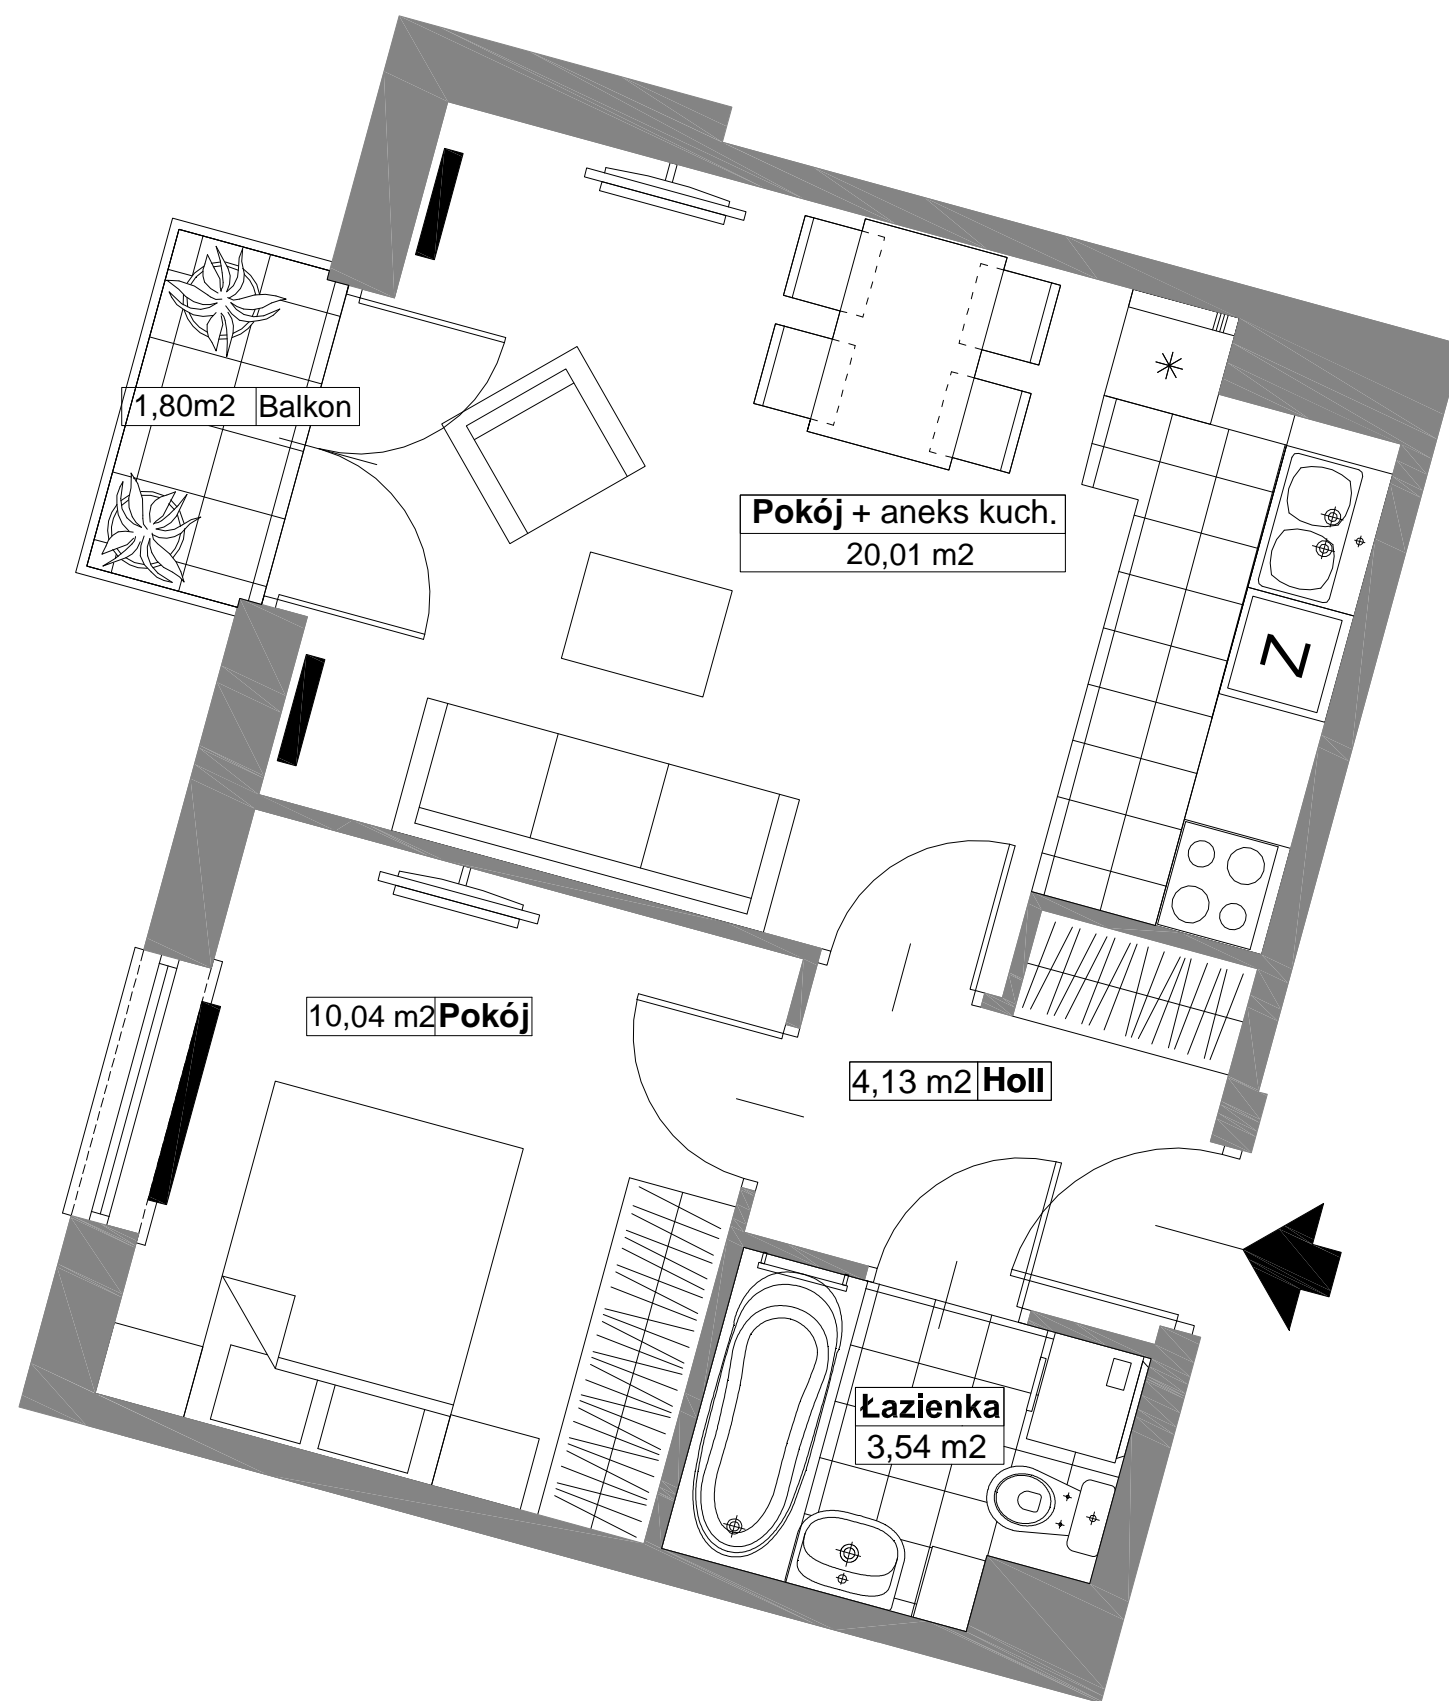 1,80m2 Balkon
Pokój + aneks kuch.
20,01 m2
Z
10,04 m2 Pokój
4,13 m2 Holl
Łazienka
3,54 m2